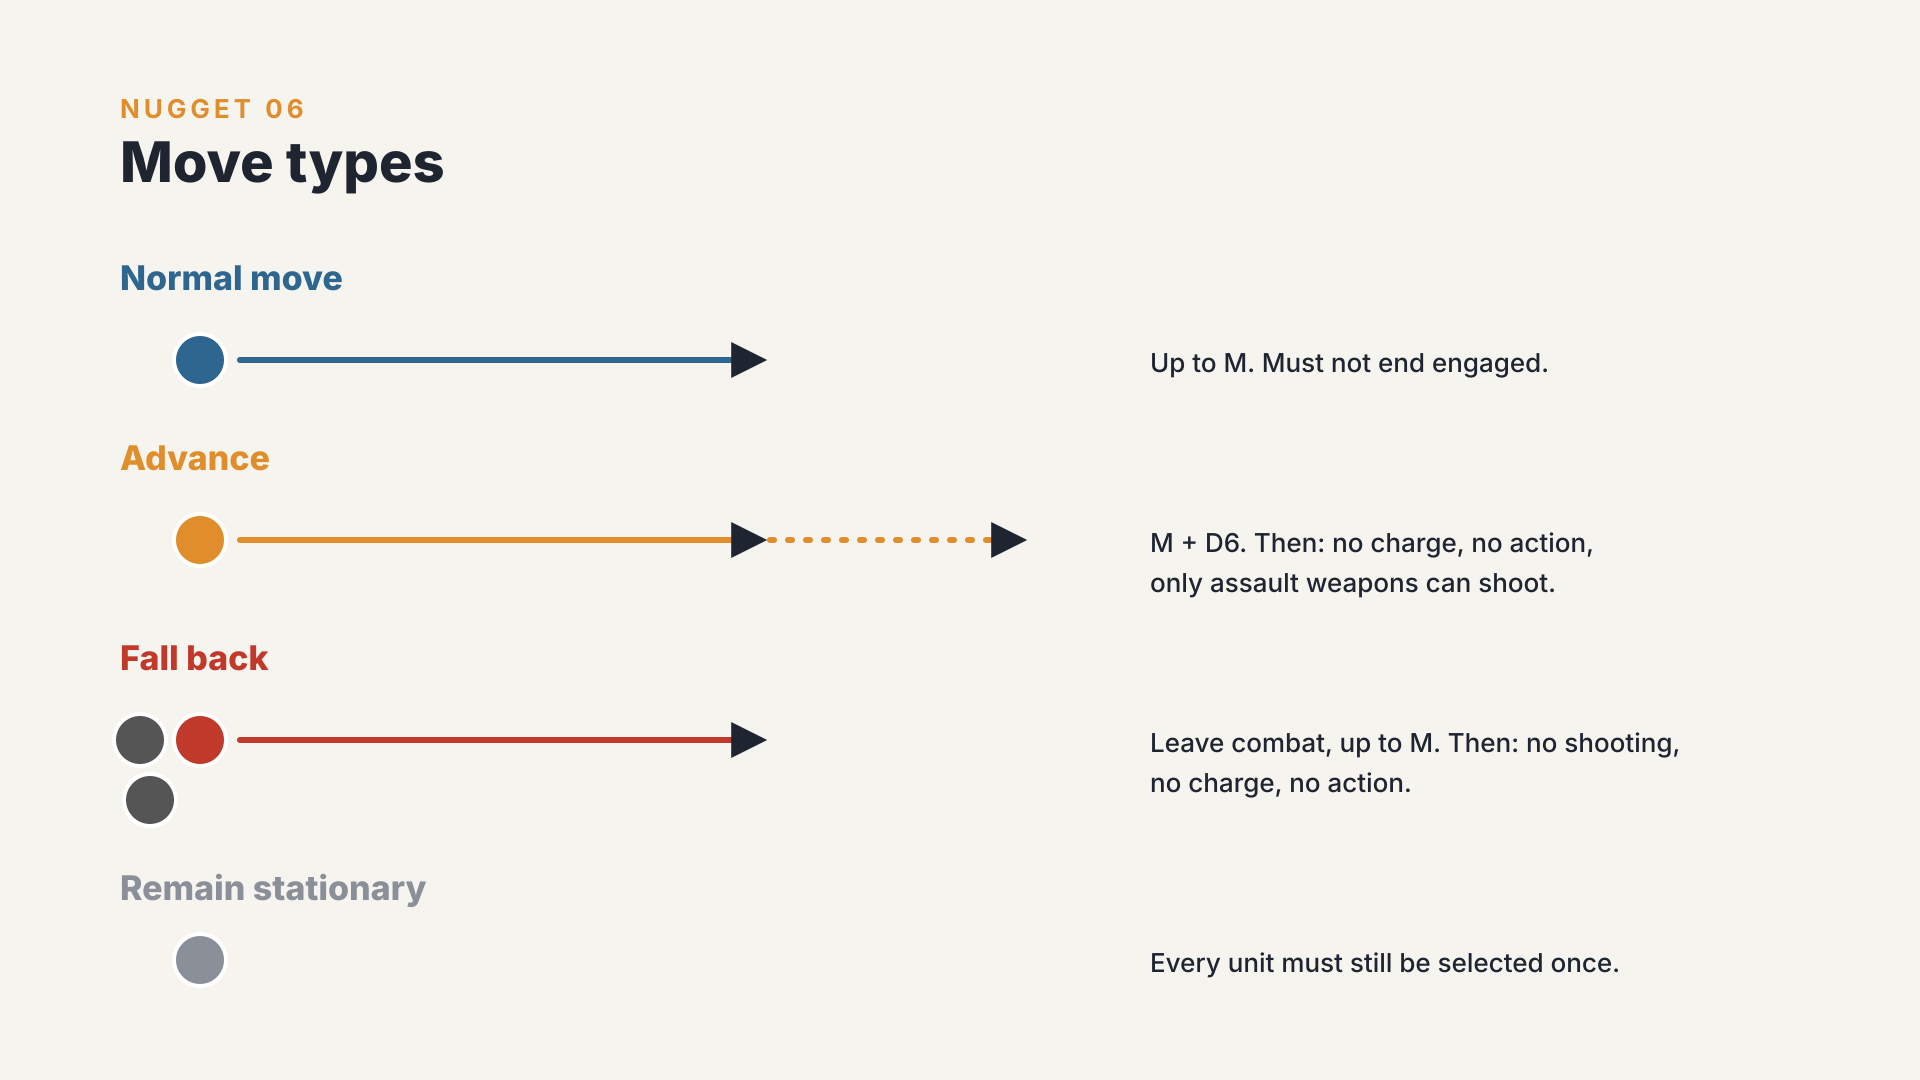 NUGGET 06
Move types
Normal move
Up to M. Must not end engaged.
Advance
M + D6. Then: no charge, no action,
only assault weapons can shoot.
Fall back
Leave combat, up to M. Then: no shooting,
no charge, no action.
Remain stationary
Every unit must still be selected once.